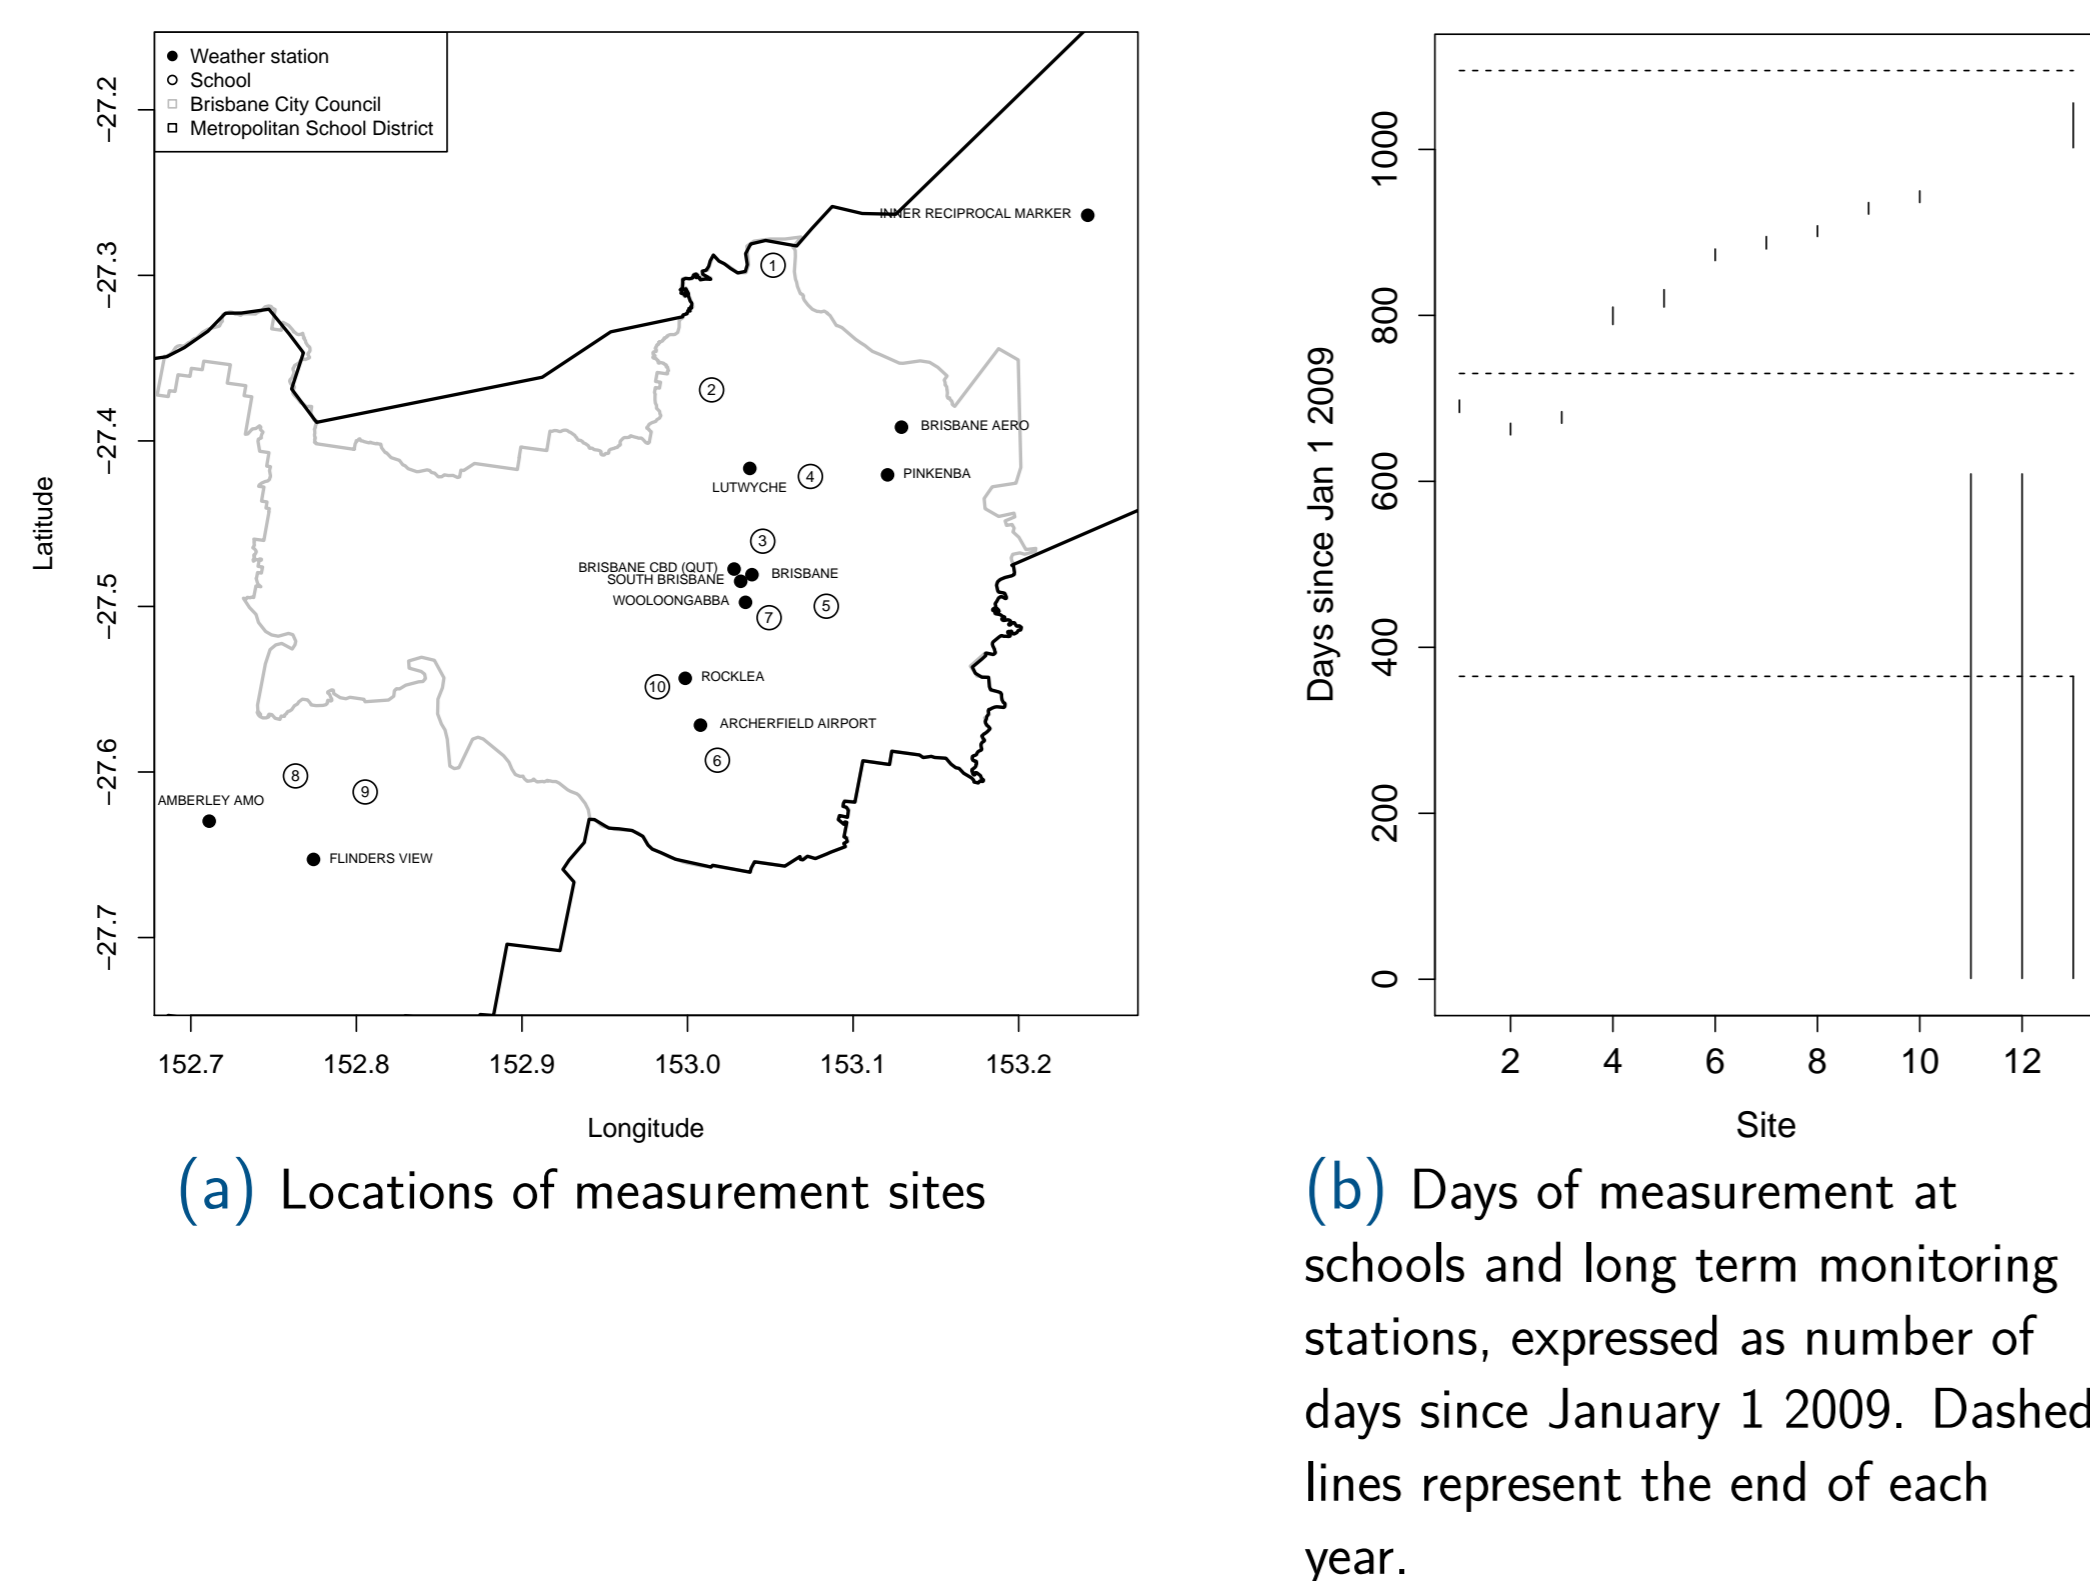 Weather station
School
Brisbane City Council
Metropolitan School District
−27.2
−27.3
−27.4
−27.5
−27.6
−27.7
Latitude
INNER RECIPROCAL MARKER
1
2
BRISBANE AERO
LUTWYCHE
4
PINKENBA
3
BRISBANE CBD (QUT)
BRISBANE
SOUTH BRISBANE
WOOLOONGABBA
5
7
ROCKLEA
10
ARCHERFIELD AIRPORT
6
8
9
AMBERLEY AMO
FLINDERS VIEW
152.7 152.8 152.9 153.0 153.1 153.2
Longitude
(a) Locations of measurement sites
1000
800
600
400
200
0
Days since Jan 1 2009
2 4 6 8 10 12
Site
(b) Days of measurement at
schools and long term monitoring
stations, expressed as number of
days since January 1 2009. Dashed
lines represent the end of each
year.